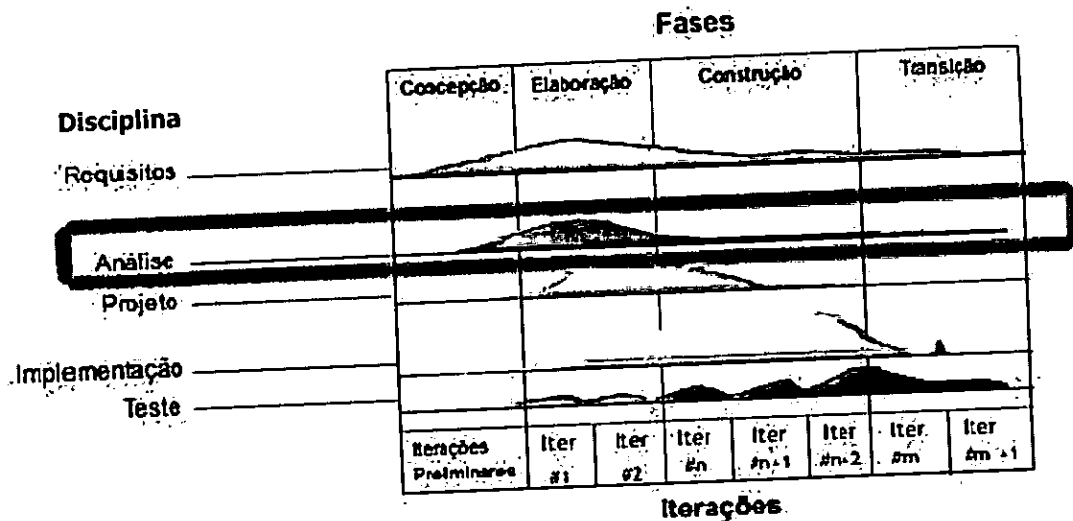 Fases
Concepção Elaboração Construção Transição
Disciplina
Requisitos
Análise
Projeto
Implementação
Teste
Iterações Preliminares
Iter #1
Iter #2
Iter #n
Iter #n+1
Iter #n+2
Iter #m
Iter #m+1
Iterações